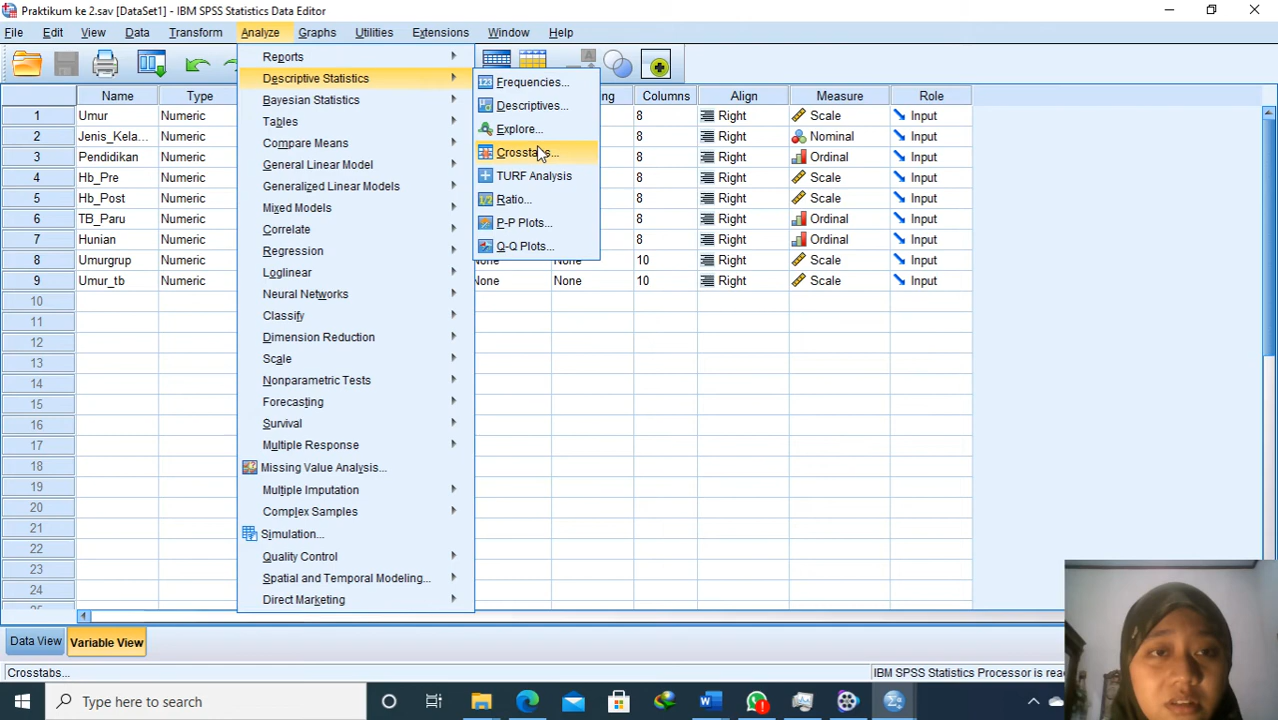 Praktikum ke 2.sav [DataSet1] - IBM SPSS Statistics Data Editor
File Edit View Data Transform Analyze Graphs Utilities Extensions Window Help
Name Type Columns Align Measure Role
1 Umur Numeric 8 Right Scale Input
2 Jenis_Kela... Numeric 8 Right Nominal Input
3 Pendidikan Numeric 8 Right Ordinal Input
4 Hb_Pre Numeric 8 Right Scale Input
5 Hb_Post Numeric 8 Right Scale Input
6 TB_Paru Numeric 8 Right Ordinal Input
7 Hunian Numeric 8 Right Ordinal Input
8 Umurgrup Numeric None None 10 Right Scale Input
9 Umur_tb Numeric None None 10 Right Scale Input
10
11
12
13
14
15
16
17
18
19
20
21
22
23
24
Reports
Descriptive Statistics
Bayesian Statistics
Tables
Compare Means
General Linear Model
Generalized Linear Models
Mixed Models
Correlate
Regression
Loglinear
Neural Networks
Classify
Dimension Reduction
Scale
Nonparametric Tests
Forecasting
Survival
Multiple Response
Missing Value Analysis...
Multiple Imputation
Complex Samples
Simulation...
Quality Control
Spatial and Temporal Modeling...
Direct Marketing
Frequencies...
Descriptives...
Explore...
Crosstabs...
TURF Analysis
Ratio...
P-P Plots...
Q-Q Plots...
Data View Variable View
Crosstabs... IBM SPSS Statistics Processor is
Type here to search